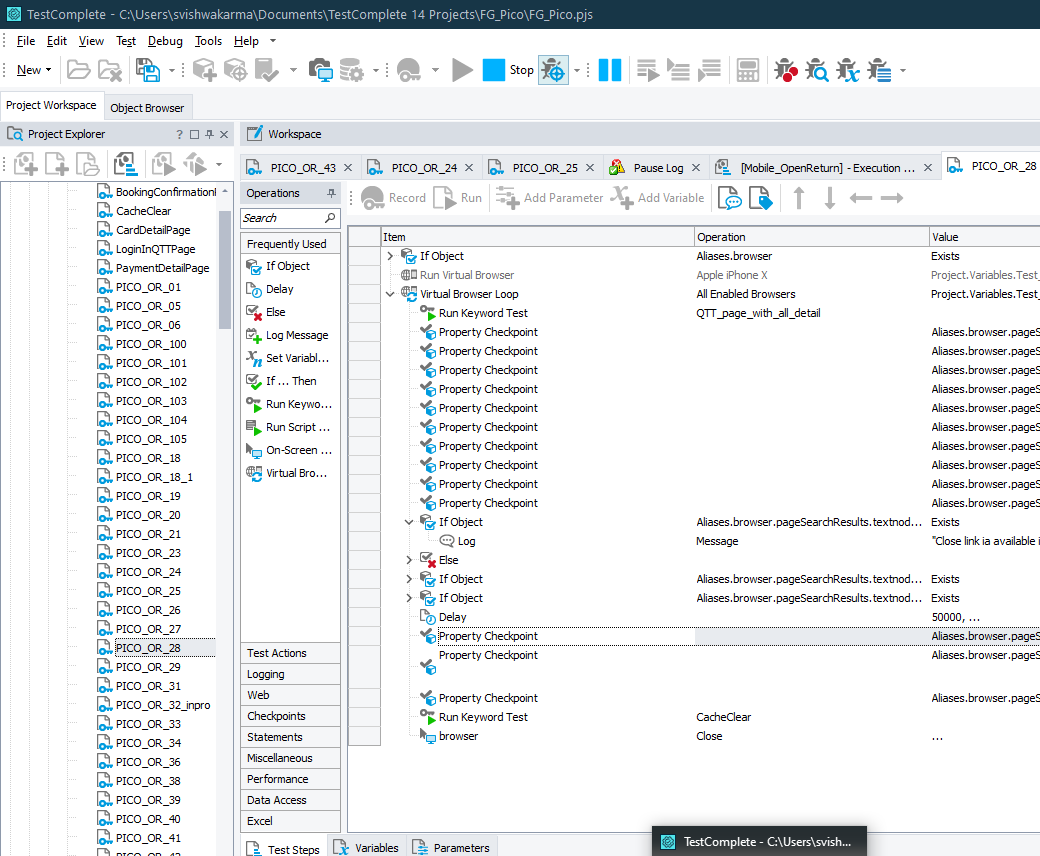 TestComplete - C:\Users\svishwakarma\Documents\TestComplete 14 Projects\FG_Pico\FG_Pico.pjs
File Edit View Test Debug Tools Help
New Stop
Project Workspace Object Browser
Project Explorer ?
Workspace
PICO_OR_43 PICO_OR_24 PICO_OR_25 Pause Log [Mobile_OpenReturn] - Execution ... PICO_OR_28
BookingConfirmationI
CacheClear
CardDetailPage
LoginInQTTPage
PaymentDetailPage
PICO_OR_01
PICO_OR_05
PICO_OR_06
PICO_OR_100
PICO_OR_101
PICO_OR_102
PICO_OR_103
PICO_OR_104
PICO_OR_105
PICO_OR_18
PICO_OR_18_1
PICO_OR_19
PICO_OR_20
PICO_OR_21
PICO_OR_23
PICO_OR_24
PICO_OR_25
PICO_OR_26
PICO_OR_27
PICO_OR_28
PICO_OR_29
PICO_OR_31
PICO_OR_32_inpro
PICO_OR_33
PICO_OR_34
PICO_OR_36
PICO_OR_38
PICO_OR_39
PICO_OR_40
PICO_OR_41
Operations
Search
Frequently Used
If Object
Delay
Else
Log Message
Set Variabl...
If ... Then
Run Keywo...
Run Script ...
On-Screen ...
Virtual Bro...
Test Actions
Logging
Web
Checkpoints
Statements
Miscellaneous
Performance
Data Access
Excel
Record Run Add Parameter Add Variable
Item Operation Value
If Object Aliases.browser Exists
Run Virtual Browser Apple iPhone X Project.Variables.Test_
Virtual Browser Loop All Enabled Browsers Project.Variables.Test_
Run Keyword Test QTT_page_with_all_detail
Property Checkpoint Aliases.browser.pageS
Property Checkpoint Aliases.browser.pageS
Property Checkpoint Aliases.browser.pageS
Property Checkpoint Aliases.browser.pageS
Property Checkpoint Aliases.browser.pageS
Property Checkpoint Aliases.browser.pageS
Property Checkpoint Aliases.browser.pageS
Property Checkpoint Aliases.browser.pageS
Property Checkpoint Aliases.browser.pageS
Property Checkpoint Aliases.browser.pageS
If Object Aliases.browser.pageSearchResults.textnod... Exists
Log Message "Close link ia available i
Else
If Object Aliases.browser.pageSearchResults.textnod... Exists
If Object Aliases.browser.pageSearchResults.textnod... Exists
Delay 50000, ...
Property Checkpoint Aliases.browser.pageS
Property Checkpoint Aliases.browser.pageS
Property Checkpoint Aliases.browser.pageS
Run Keyword Test CacheClear
browser Close ...
Test Steps Variables Parameters
TestComplete - C:\Users\svish...